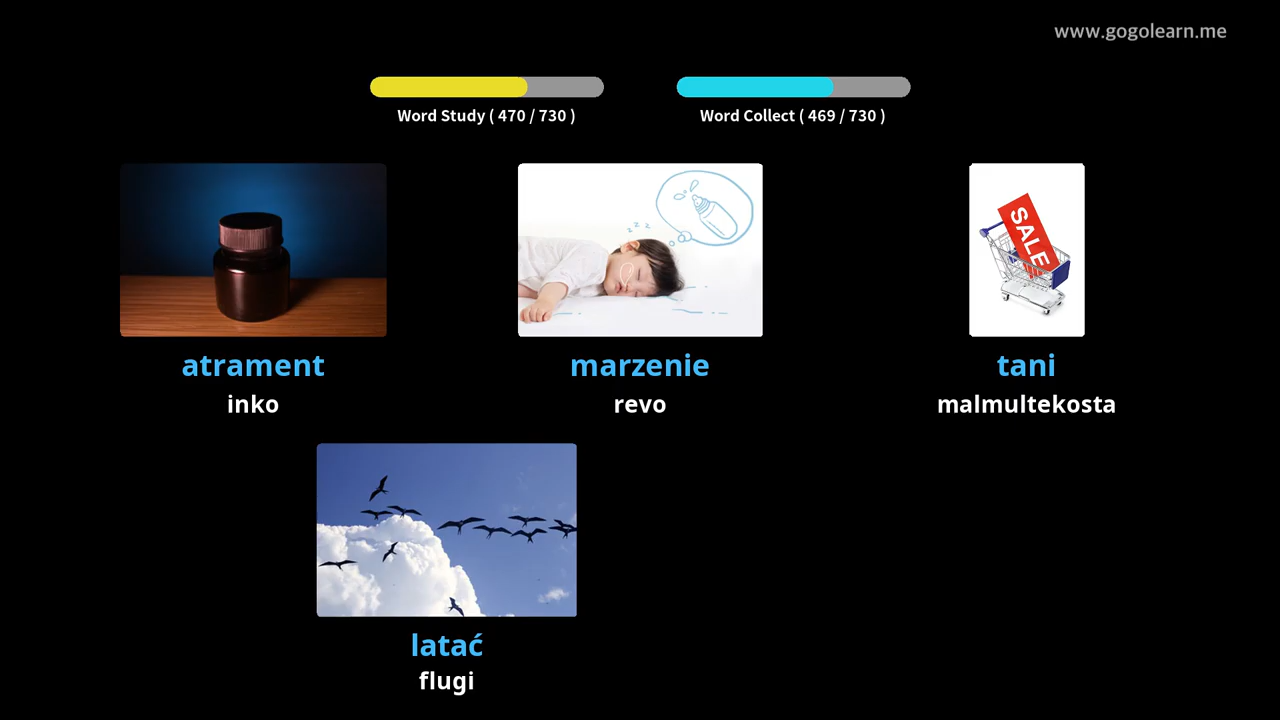 www.gogolearn.me
Word Study ( 470 / 730 )
Word Collect ( 469 / 730 )
SALE
atrament
inko
marzenie
revo
tani
malmultekosta
latać
flugi